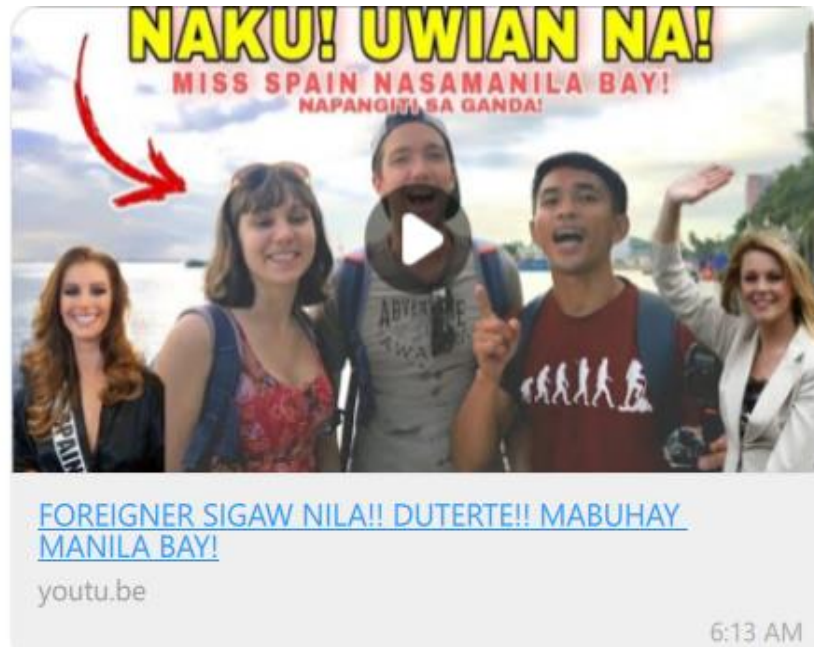 NAKU! UWIAN NA!
MISS SPAIN NASAMANILA BAY!
NAPANGITI SA GANDA!
SPAIN
FOREIGNER SIGAW NILA!! DUTERTE!! MABUHAY
MANILA BAY!
youtu.be
6:13 AM